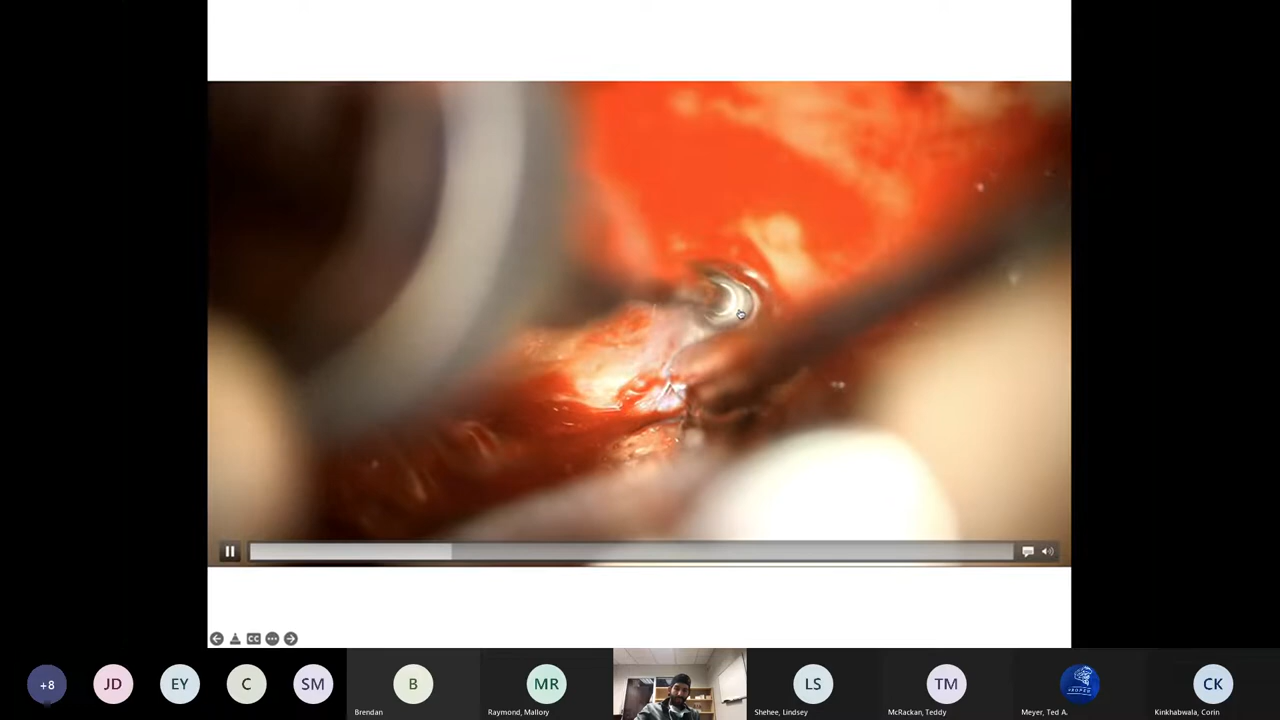 CC
+8
JD
EY
C
SM
B
MR
LS
TM
CK
Brendan
Raymond, Mallory
Shehee, Lindsey
McRackan, Teddy
Meyer, Ted A.
Kinkhabwala, Corin